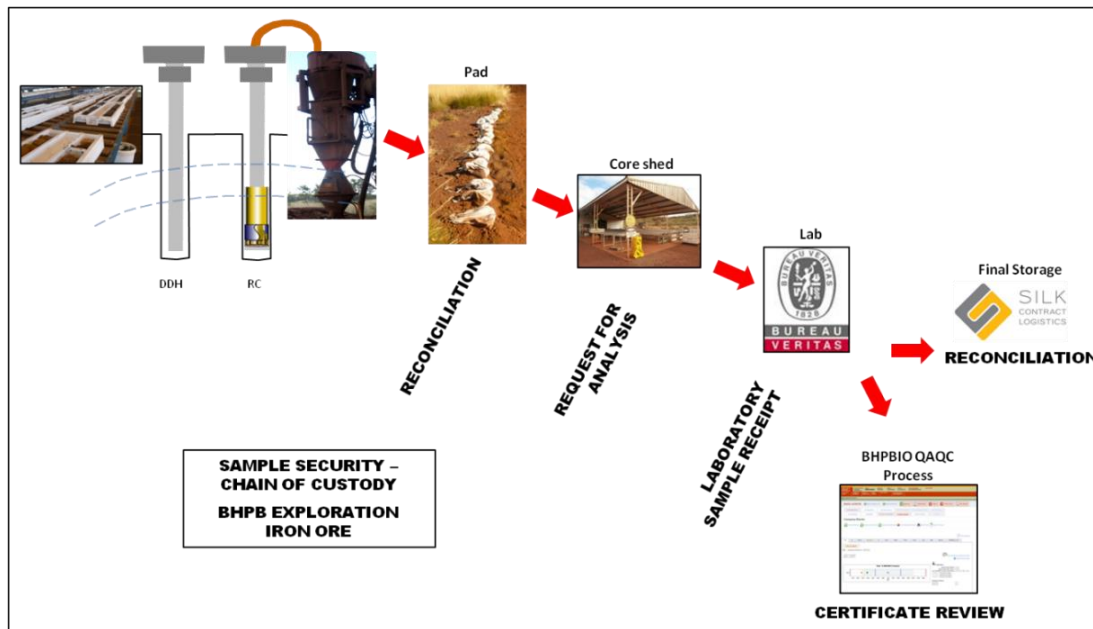 Pad
Core shed
Lab
Final Storage
DDH
RC
BUREAU VERITAS
1828
BUREAU
VERITAS
SILK
CONTRACT
LOGISTICS
RECONCILIATION
RECONCILIATION
REQUEST FOR
ANALYSIS
LABORATORY
SAMPLE RECEIPT
SAMPLE SECURITY –
CHAIN OF CUSTODY
BHPB EXPLORATION
IRON ORE
BHPBIO QAQC
Process
CERTIFICATE REVIEW